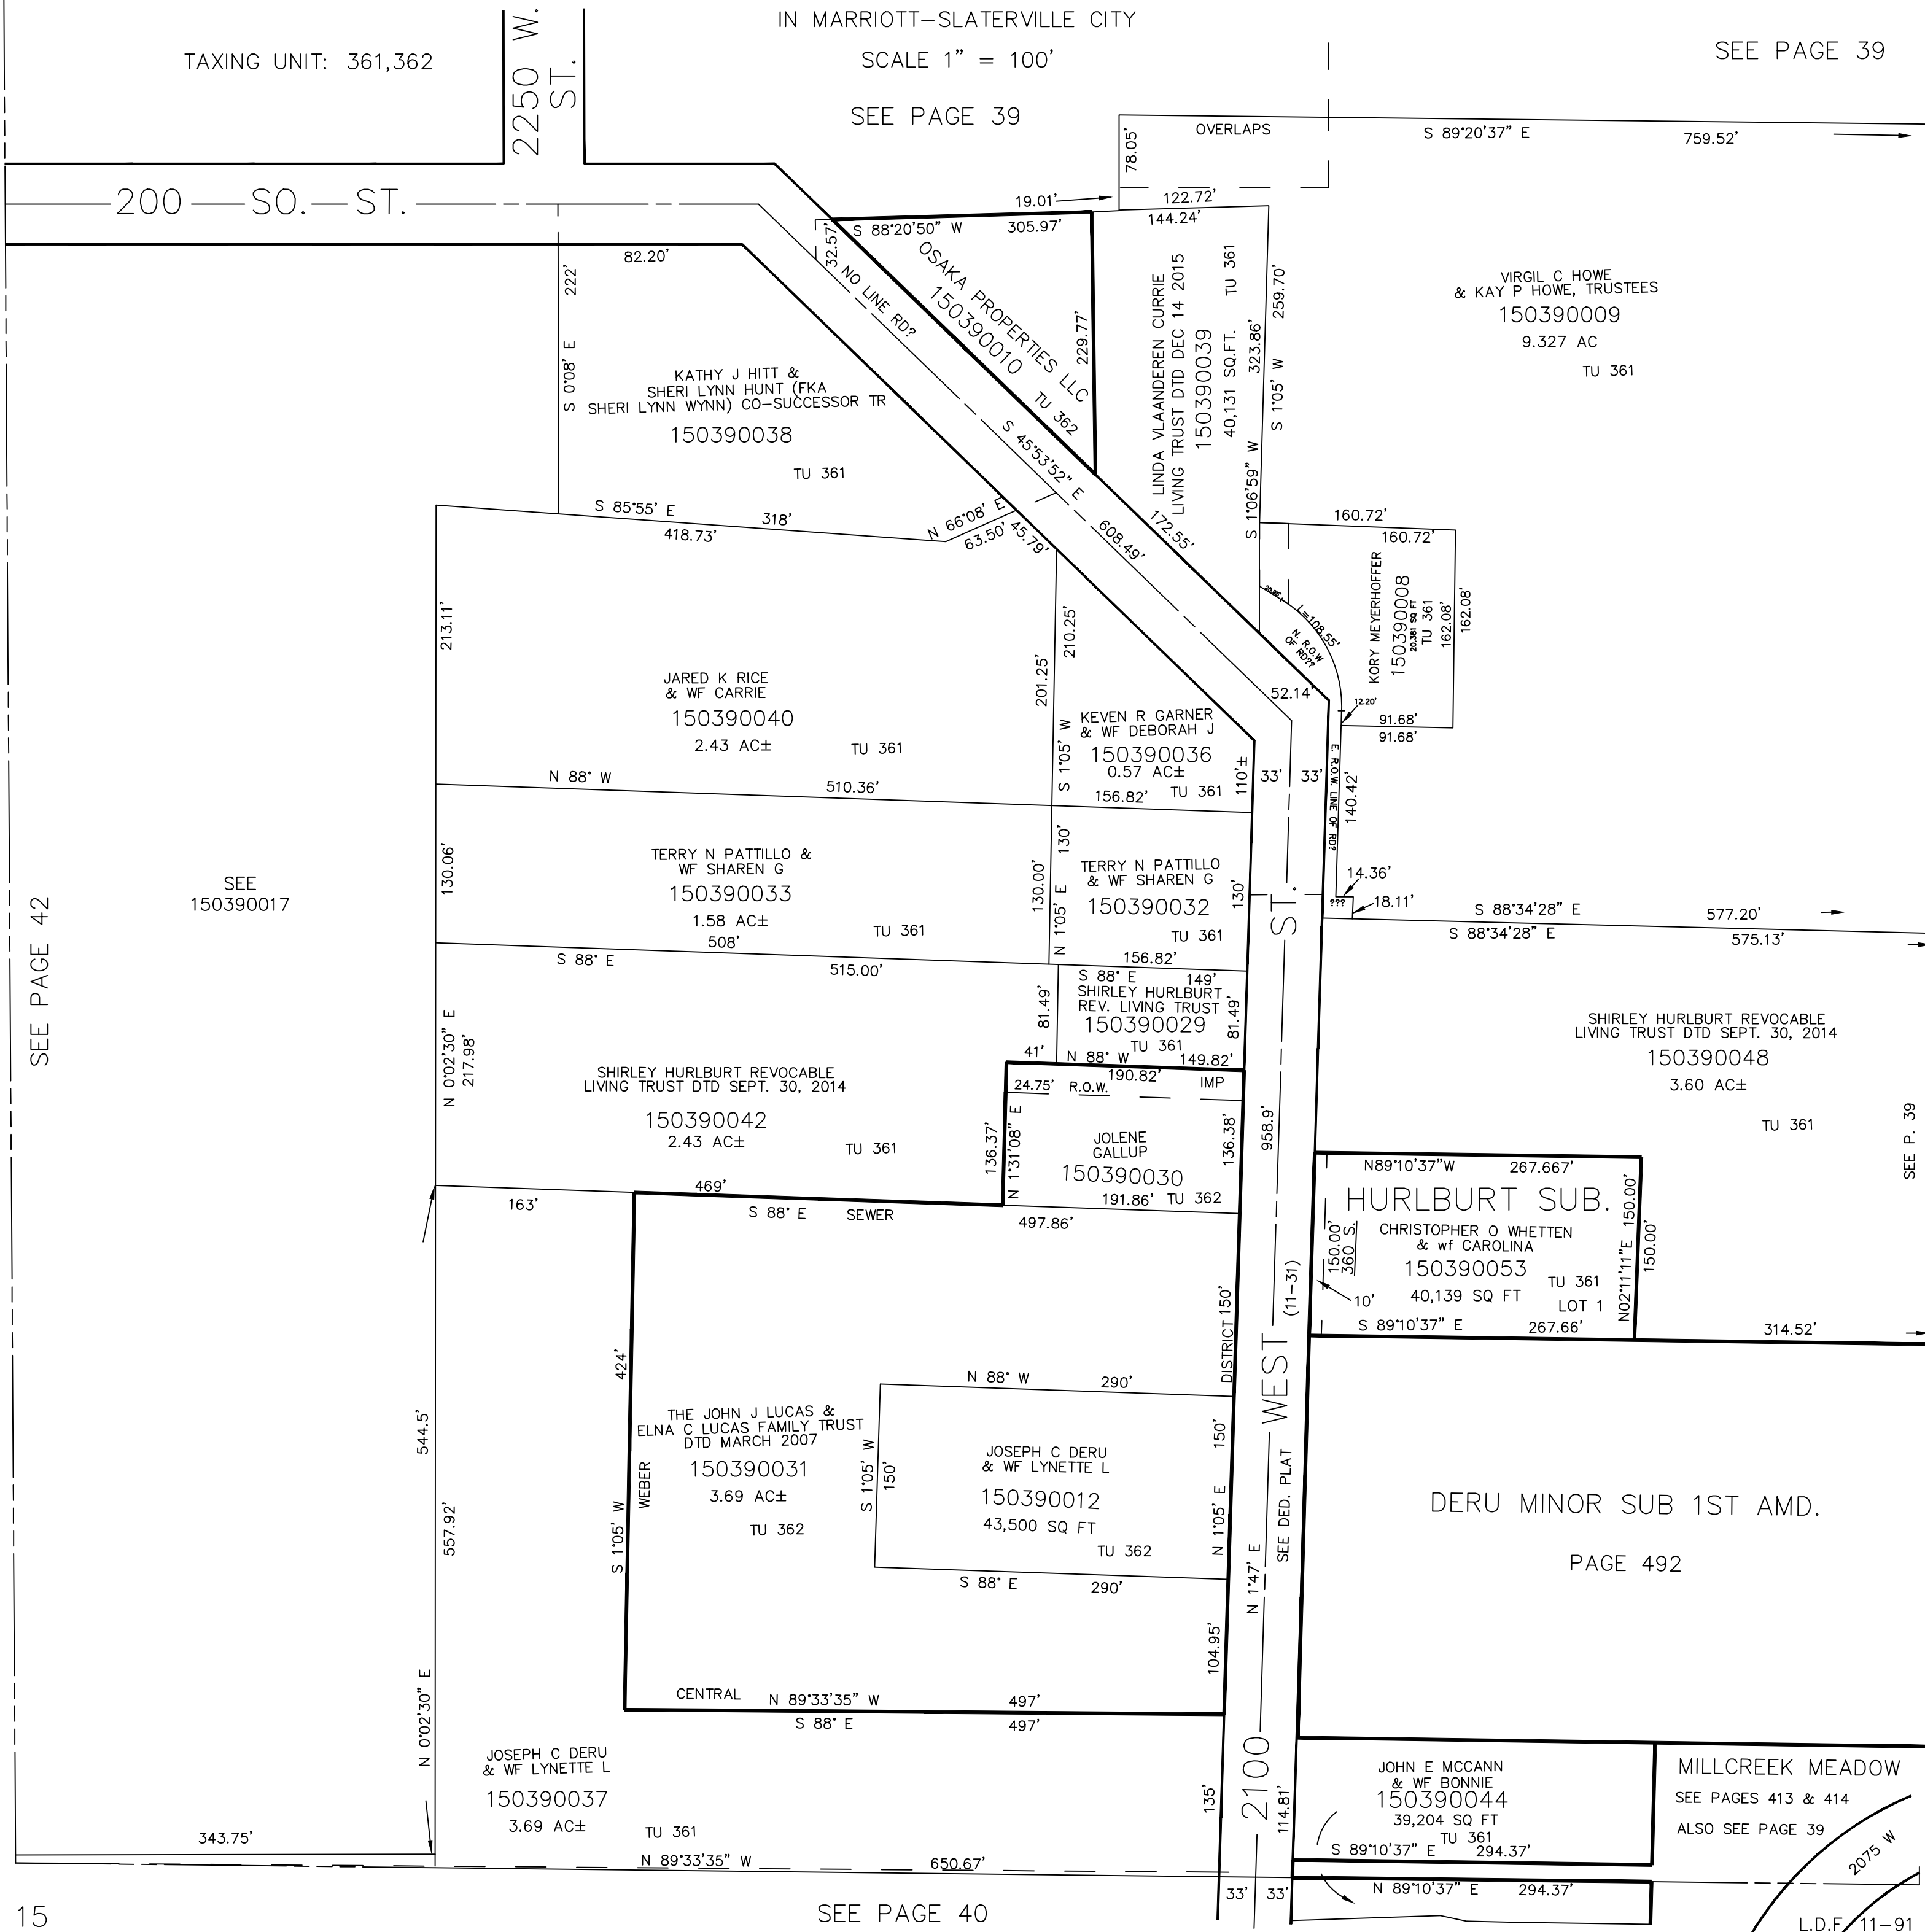 IN MARRIOTT-SLATERVILLE CITY
TAXING UNIT: 361,362
SCALE 1" = 100'
SEE PAGE 39
SEE PAGE 39
2250 W.
ST.
200 SO. ST.
OVERLAPS
S 89°20'37" E
759.52'
78.05'
19.01'
122.72'
144.24'
S 88°20'50" W
305.97'
32.57'
NO LINE RD?
82.20'
222'
S 0°08' E
OSAKA PROPERTIES LLC
150390010
TU 362
229.77'
LINDA VLAANDEREN CURRIE
LIVING TRUST DTD DEC 14 2015
150390039
40,131 SQ.FT.
TU 361
S 1°06'59" W
323.86'
S 1°05' W
259.70'
VIRGIL C HOWE
& KAY P HOWE, TRUSTEES
150390009
9.327 AC
TU 361
KATHY J HITT &
SHERI LYNN HUNT (FKA
SHERI LYNN WYNN) CO-SUCCESSOR TR
150390038
TU 361
S 45°53'52" E
608.49'
172.55'
S 85°55' E
318'
418.73'
N 66°08' E
63.50'
45.79'
160.72'
160.72'
KORY MEYERHOFFER
150390008
20,381 SQ FT
TU 361
162.08'
162.08'
20.95'
L=108.55'
N. R.O.W
OF RD??
52.14'
12.20'
91.68'
91.68'
213.11'
JARED K RICE
& WF CARRIE
150390040
2.43 AC±
TU 361
201.25'
210.25'
S 1°05' W
KEVEN R GARNER
& WF DEBORAH J
150390036
0.57 AC±
TU 361
156.82'
110'±
33'
33'
E. R.O.W. LINE OF RD?
140.42'
N 88° W
510.36'
14.36'
???
18.11'
130.06'
TERRY N PATTILLO &
WF SHAREN G
150390033
1.58 AC±
TU 361
508'
130.00'
130'
N 1°05' E
TERRY N PATTILLO
& WF SHAREN G
150390032
TU 361
156.82'
130'
S 88°34'28" E
577.20'
S 88°34'28" E
575.13'
SEE
150390017
SEE PAGE 42
S 88° E
515.00'
S 88° E
149'
SHIRLEY HURLBURT
REV. LIVING TRUST
150390029
TU 361
81.49'
81.49'
41'
N 88° W
149.82'
N 0°02'30" E
217.98'
SHIRLEY HURLBURT REVOCABLE
LIVING TRUST DTD SEPT. 30, 2014
150390042
2.43 AC±
TU 361
190.82'
24.75'
R.O.W.
IMP
136.37'
N 1°31'08" E
136.38'
JOLENE
GALLUP
150390030
191.86'
TU 362
958.9'
SHIRLEY HURLBURT REVOCABLE
LIVING TRUST DTD SEPT. 30, 2014
150390048
3.60 AC±
TU 361
SEE P. 39
163'
469'
S 88° E
SEWER
497.86'
N89°10'37"W
267.667'
HURLBURT SUB.
CHRISTOPHER O WHETTEN
& wf CAROLINA
150390053
TU 361
40,139 SQ FT
LOT 1
150.00'
360 S.
10'
S 89°10'37" E
267.66'
N02°11'11"E
150.00'
150.00'
314.52'
544.5'
557.92'
N 0°02'30" E
424'
S 1°05' W
WEBER
THE JOHN J LUCAS &
ELNA C LUCAS FAMILY TRUST
DTD MARCH 2007
150390031
3.69 AC±
TU 362
N 88° W
290'
S 1°05' W
150'
JOSEPH C DERU
& WF LYNETTE L
150390012
43,500 SQ FT
TU 362
S 88° E
290'
DISTRICT
150'
150'
N 1°05' E
104.95'
2100 WEST ST.
(11-31)
SEE DED. PLAT
N 1°47' E
DERU MINOR SUB 1ST AMD.
PAGE 492
CENTRAL
N 89°33'35" W
497'
S 88° E
497'
JOSEPH C DERU
& WF LYNETTE L
150390037
3.69 AC±
TU 361
135'
114.81'
JOHN E MCCANN
& WF BONNIE
150390044
39,204 SQ FT
TU 361
S 89°10'37" E
294.37'
MILLCREEK MEADOW
SEE PAGES 413 & 414
ALSO SEE PAGE 39
2075 W
343.75'
N 89°33'35" W
650.67'
33'
33'
N 89°10'37" E
294.37'
15
SEE PAGE 40
L.D.F. 11-91